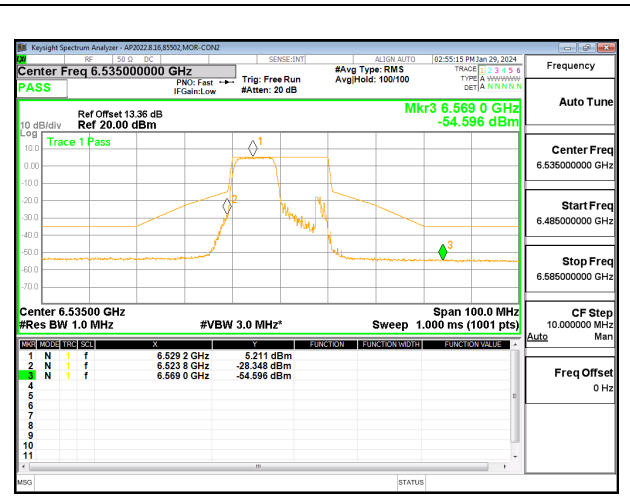 Keysight Spectrum Analyzer - AP2022.8.16,85502,MOR-CON2
LXI RF 50 Ω DC SENSE:INT ALIGN AUTO 02:55:15 PM Jan 29, 2024
Center Freq 6.535000000 GHz
PNO: Fast
IFGain:Low
Trig: Free Run
#Atten: 20 dB
#Avg Type: RMS
Avg|Hold: 100/100
TRACE 1 2 3 4 5 6
TYPE A WWWWW
DET A N N N N N
PASS
Ref Offset 13.36 dB
Ref 20.00 dBm
10 dB/div
Log
Mkr3 6.569 0 GHz
-54.596 dBm
Trace 1 Pass
10.0
0.00
-10.0
-20.0
-30.0
-40.0
-50.0
-60.0
-70.0
1
2
3
Center 6.53500 GHz
Span 100.0 MHz
#Res BW 1.0 MHz
#VBW 3.0 MHz*
Sweep 1.000 ms (1001 pts)
MKR MODE TRC SCL X Y FUNCTION FUNCTION WIDTH FUNCTION VALUE
1 N 1 f 6.529 2 GHz 5.211 dBm
2 N 1 f 6.523 8 GHz -28.348 dBm
3 N 1 f 6.569 0 GHz -54.596 dBm
4
5
6
7
8
9
10
11
MSG
STATUS
Frequency
Auto Tune
Center Freq
6.535000000 GHz
Start Freq
6.485000000 GHz
Stop Freq
6.585000000 GHz
CF Step
10.000000 MHz
Auto Man
Freq Offset
0 Hz